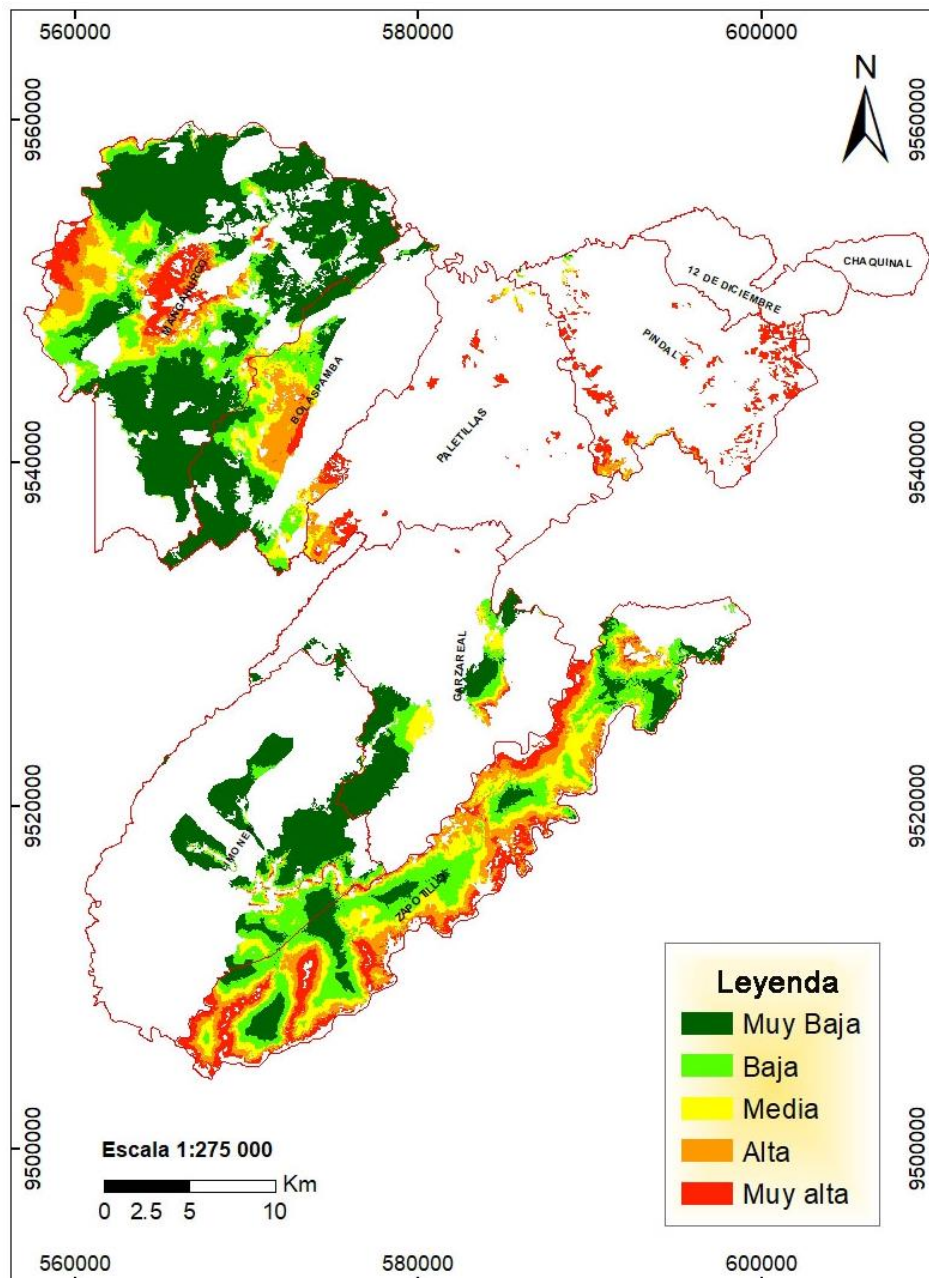 560000 580000 600000
N
9560000 9560000
CHAQUINAL
12 DE DICIEMBRE
MANGAHURCO
PINDAL
BOLASPAMBA
PALETILLAS
9540000 9540000
GARZAREAL
9520000 9520000
ZAPOTILLO
Leyenda
Muy Baja
Baja
Media
Alta
Muy alta
9500000 9500000
Escala 1:275 000
Km
0 2.5 5 10
560000 580000 600000